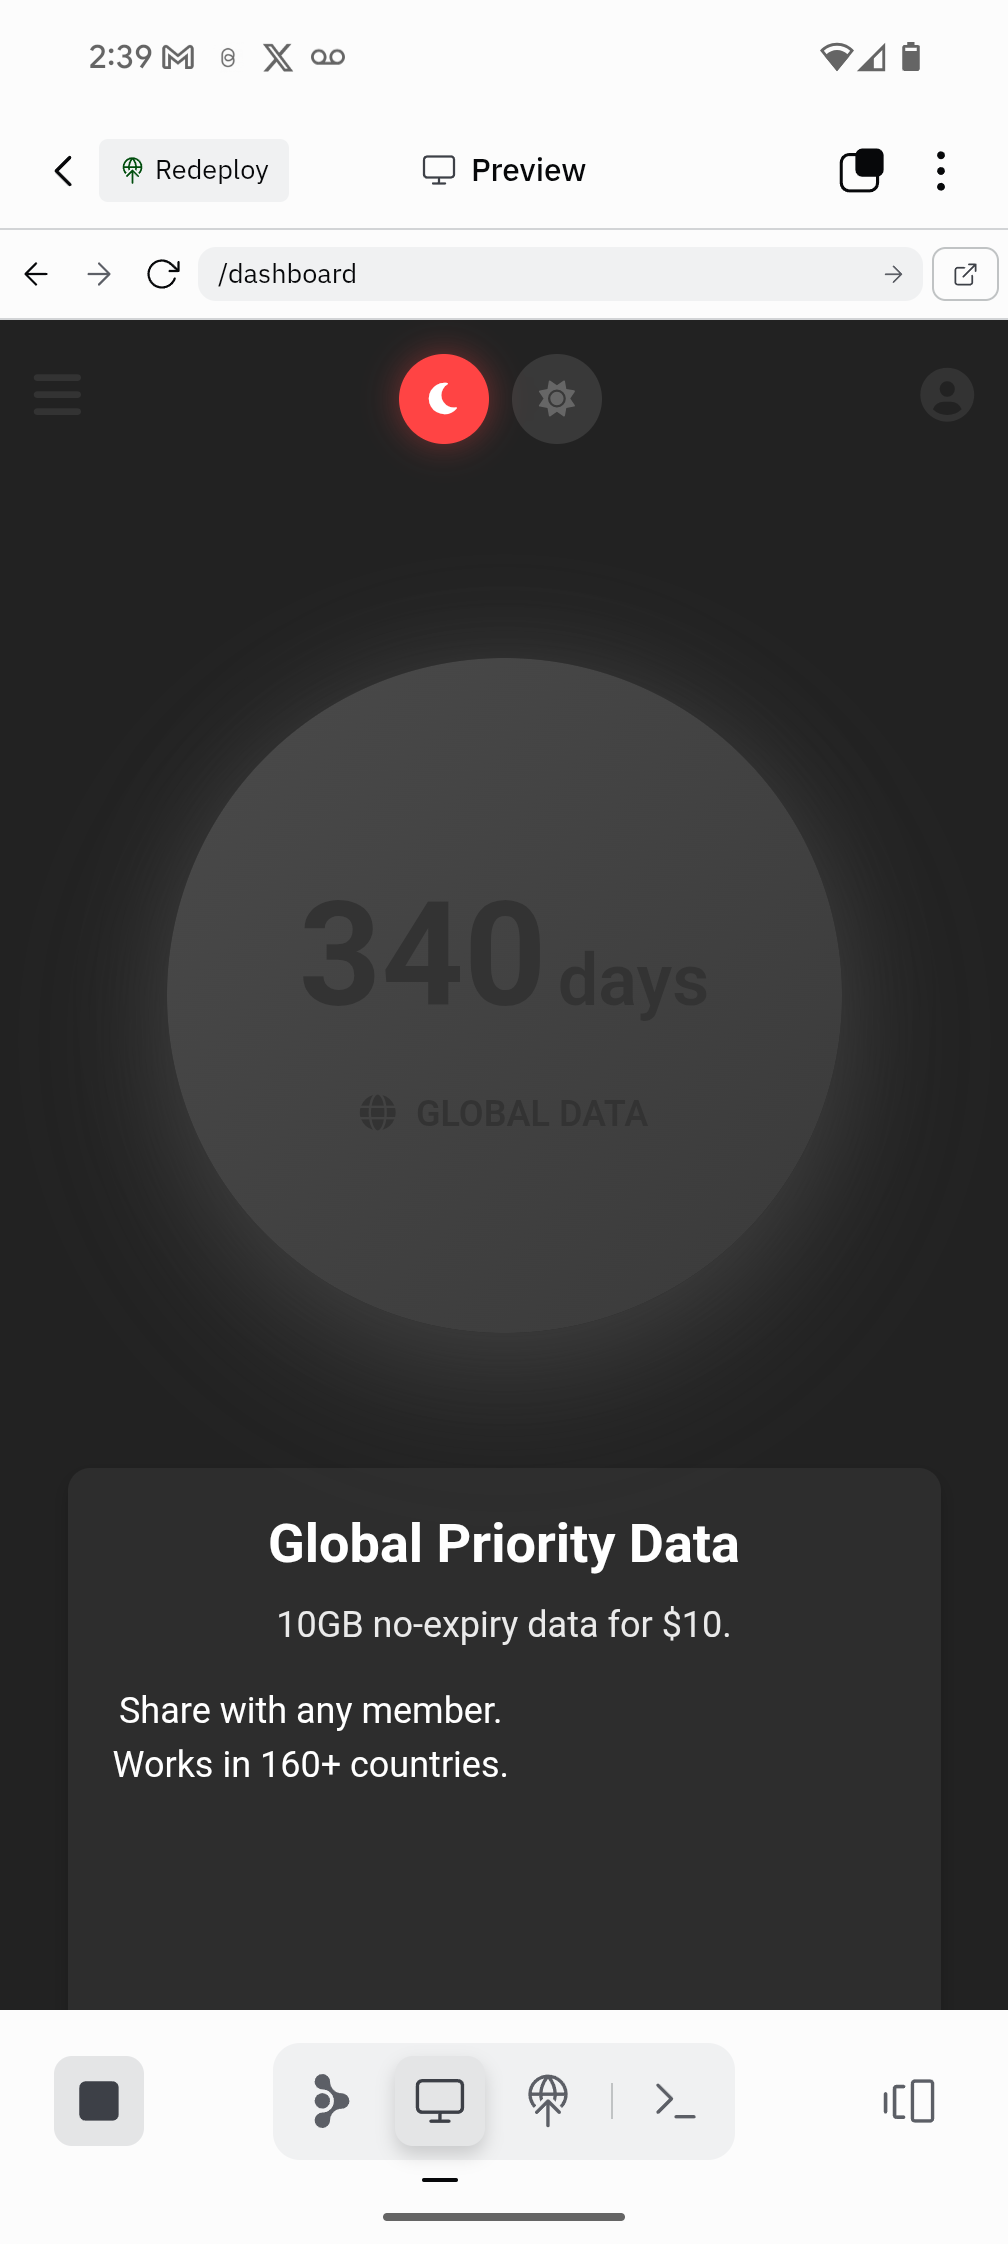 2:39
Redeploy
Preview
/dashboard
340 days
GLOBAL DATA
Global Priority Data
10GB no-expiry data for $10.
Share with any member.
Works in 160+ countries.